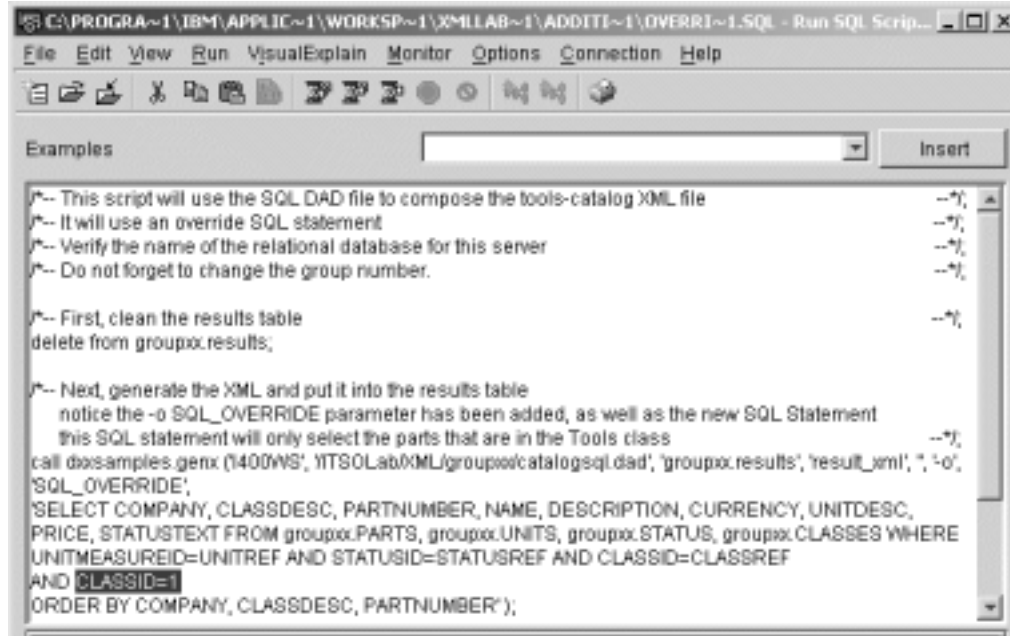 C:\PROGRA~1\IBM\APPLIC~1\WORKSP~1\XMLLAB~1\ADDITI~1\OVERRI~1.SQL - Run SQL Scrip...
File Edit View Run VisualExplain Monitor Options Connection Help
Examples Insert
/*-- This script will use the SQL DAD file to compose the tools-catalog XML file --*/;
/*-- It will use an override SQL statement --*/;
/*-- Verify the name of the relational database for this server --*/;
/*-- Do not forget to change the group number. --*/;
/*-- First, clean the results table --*/;
delete from groupxx.results;
/*-- Next, generate the XML and put it into the results table
notice the -o SQL_OVERRIDE parameter has been added, as well as the new SQL Statement
this SQL statement will only select the parts that are in the Tools class --*/;
call dxxsamples.genx ('I400WS', '/ITSOLab/XML/groupxx/catalogsql.dad', 'groupxx.results', 'result_xml', '', '-o',
'SQL_OVERRIDE',
'SELECT COMPANY, CLASSDESC, PARTNUMBER, NAME, DESCRIPTION, CURRENCY, UNITDESC,
PRICE, STATUSTEXT FROM groupxx.PARTS, groupxx.UNITS, groupxx.STATUS, groupxx.CLASSES WHERE
UNITMEASUREID=UNITREF AND STATUSID=STATUSREF AND CLASSID=CLASSREF
AND CLASSID=1
ORDER BY COMPANY, CLASSDESC, PARTNUMBER');